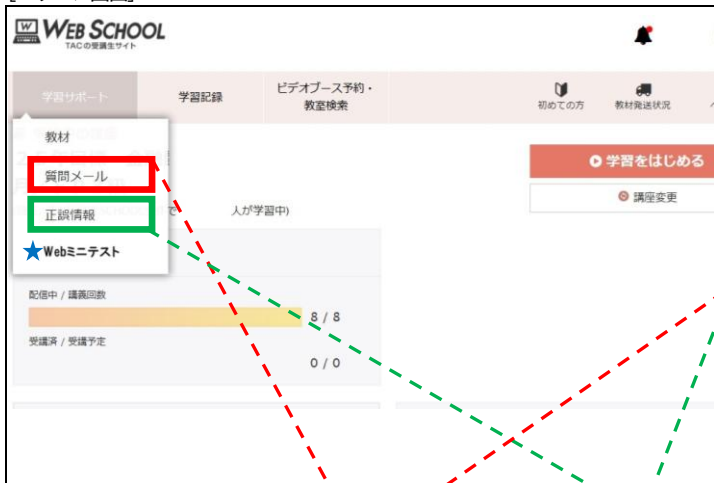 WEB SCHOOL
TACの受講生サイト
学習サポート
学習記録
ビデオブース予約・
教室検索
初めての方
教材発送状況
教材
質問メール
正誤情報
★Webミニテスト
で
人が学習中)
学習をはじめる
講座変更
配信中 / 講義回数
8 / 8
受講済 / 受講予定
0 / 0